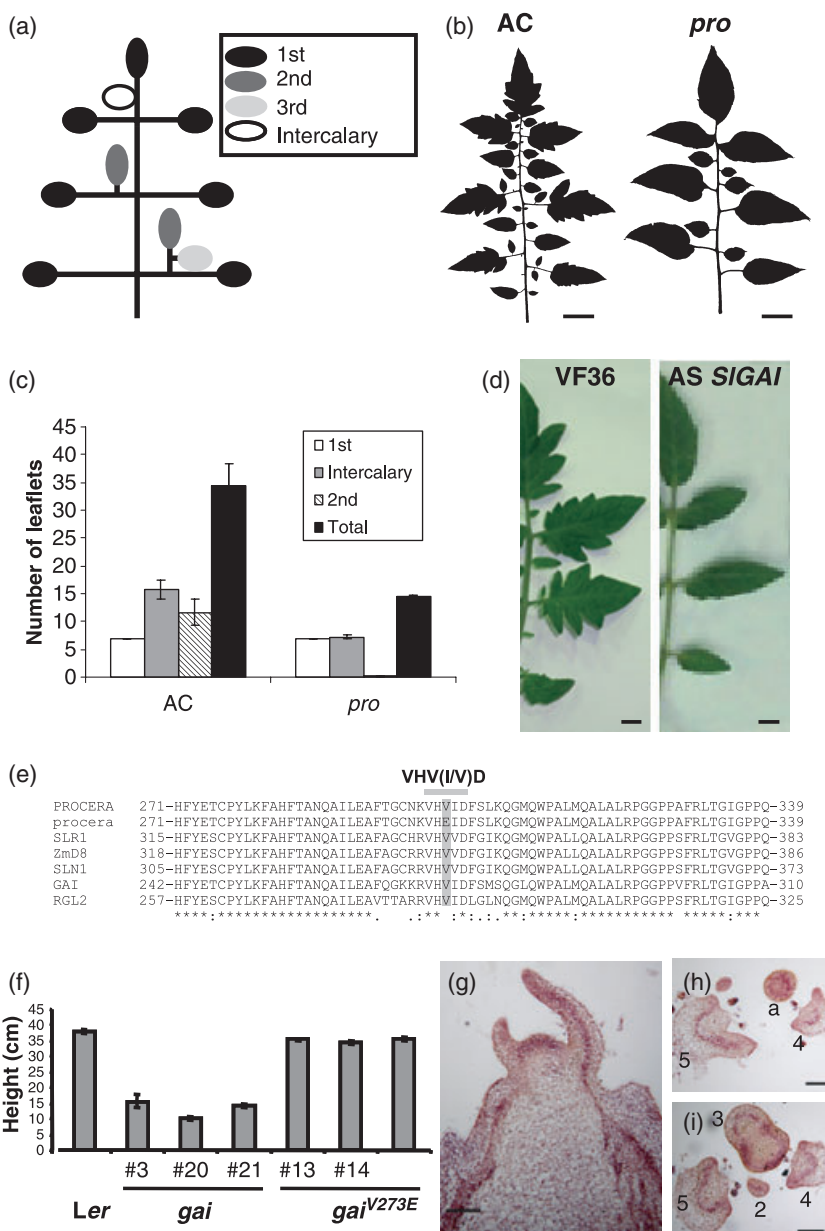 (a)
1st
2nd
3rd
Intercalary
(b)
AC
pro
(c)
Number of leaflets
45
40
35
30
25
20
15
10
5
0
1st
Intercalary
2nd
Total
AC
pro
(d)
VF36
AS SlGAI
(e)
VHV(I/V)D
PROCERA 271-HFYETCPYLKFAHFTANQAILEAFTGCNKVHVIDFSLKQGMQWPALMQALALRPGGPPAFRLTGIGPPQ-339
procera 271-HFYESCPYLKFAHFTANQAILEAFTGCNKVHEIDFSLKQGMQWPALMQALALRPGGPPAFRLTGIGPPQ-339
SLR1 315-HFYESCPYLKFAHFTANQAILEAFAGCHRVHVVDFGIKQGMQWPALLQALALRPGGPPSFRLTGVGPPQ-383
ZmD8 318-HFYESCPYLKFAHFTANQAILEAFAGCRRVHVVDFGIKQGMQWPALLQALALRPGGPPSFRLTGVGPPQ-386
SLN1 305-HFYESCPYLKFAHFTANQAILEAFAGCRRVHVVDFGIKQGMQWPALLQALALRPGGPPSFRLTGVGPPQ-373
GAI 242-HFYETCPYLKFAHFTANQAILEAFQGKKRVHVIDFSMSQGLQWPALMQALALRPGGPPVFRLTGIGPPA-310
RGL2 257-HFYESCPYLKFAHFTANQAILEAVTTARRVHVIDLGLNQGMQWPALMQALALRPGGPPSFRLTGIGPPQ-325
(f)
Height (cm)
45
40
35
30
25
20
15
10
5
0
#3 #20 #21 #13 #14
Ler gai gaiV273E
(g)
(h)
a
4
5
(i)
3
2
4
5